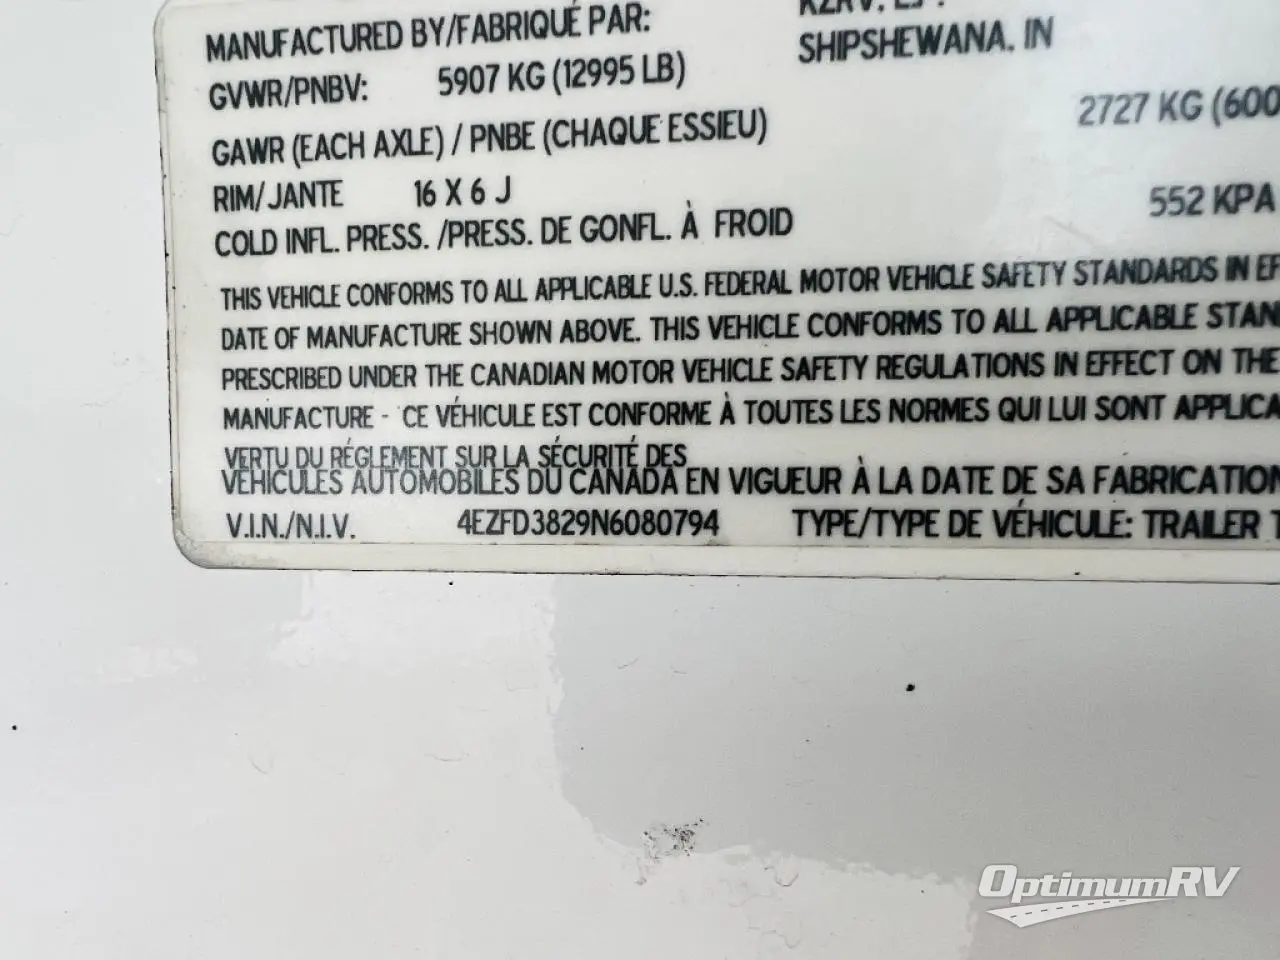 MANUFACTURED BY/FABRIQUÉ PAR: KZRV, L.P.
SHIPSHEWANA, IN
GVWR/PNBV: 5907 KG (12995 LB)
GAWR (EACH AXLE) / PNBE (CHAQUE ESSIEU) 2727 KG (600
RIM/JANTE 16 X 6 J
COLD INFL. PRESS. /PRESS. DE GONFL. À FROID 552 KPA
THIS VEHICLE CONFORMS TO ALL APPLICABLE U.S. FEDERAL MOTOR VEHICLE SAFETY STANDARDS IN EF
DATE OF MANUFACTURE SHOWN ABOVE. THIS VEHICLE CONFORMS TO ALL APPLICABLE STAN
PRESCRIBED UNDER THE CANADIAN MOTOR VEHICLE SAFETY REGULATIONS IN EFFECT ON THE
MANUFACTURE - CE VÉHICULE EST CONFORME À TOUTES LES NORMES QUI LUI SONT APPLICA
VERTU DU RÉGLEMENT SUR LA SÉCURITÉ DES
VÉHICULES AUTOMOBILES DU CANADA EN VIGUEUR À LA DATE DE SA FABRICATION
V.I.N./N.I.V. 4EZFD3829N6080794 TYPE/TYPE DE VÉHICULE: TRAILER T
OptimumRV